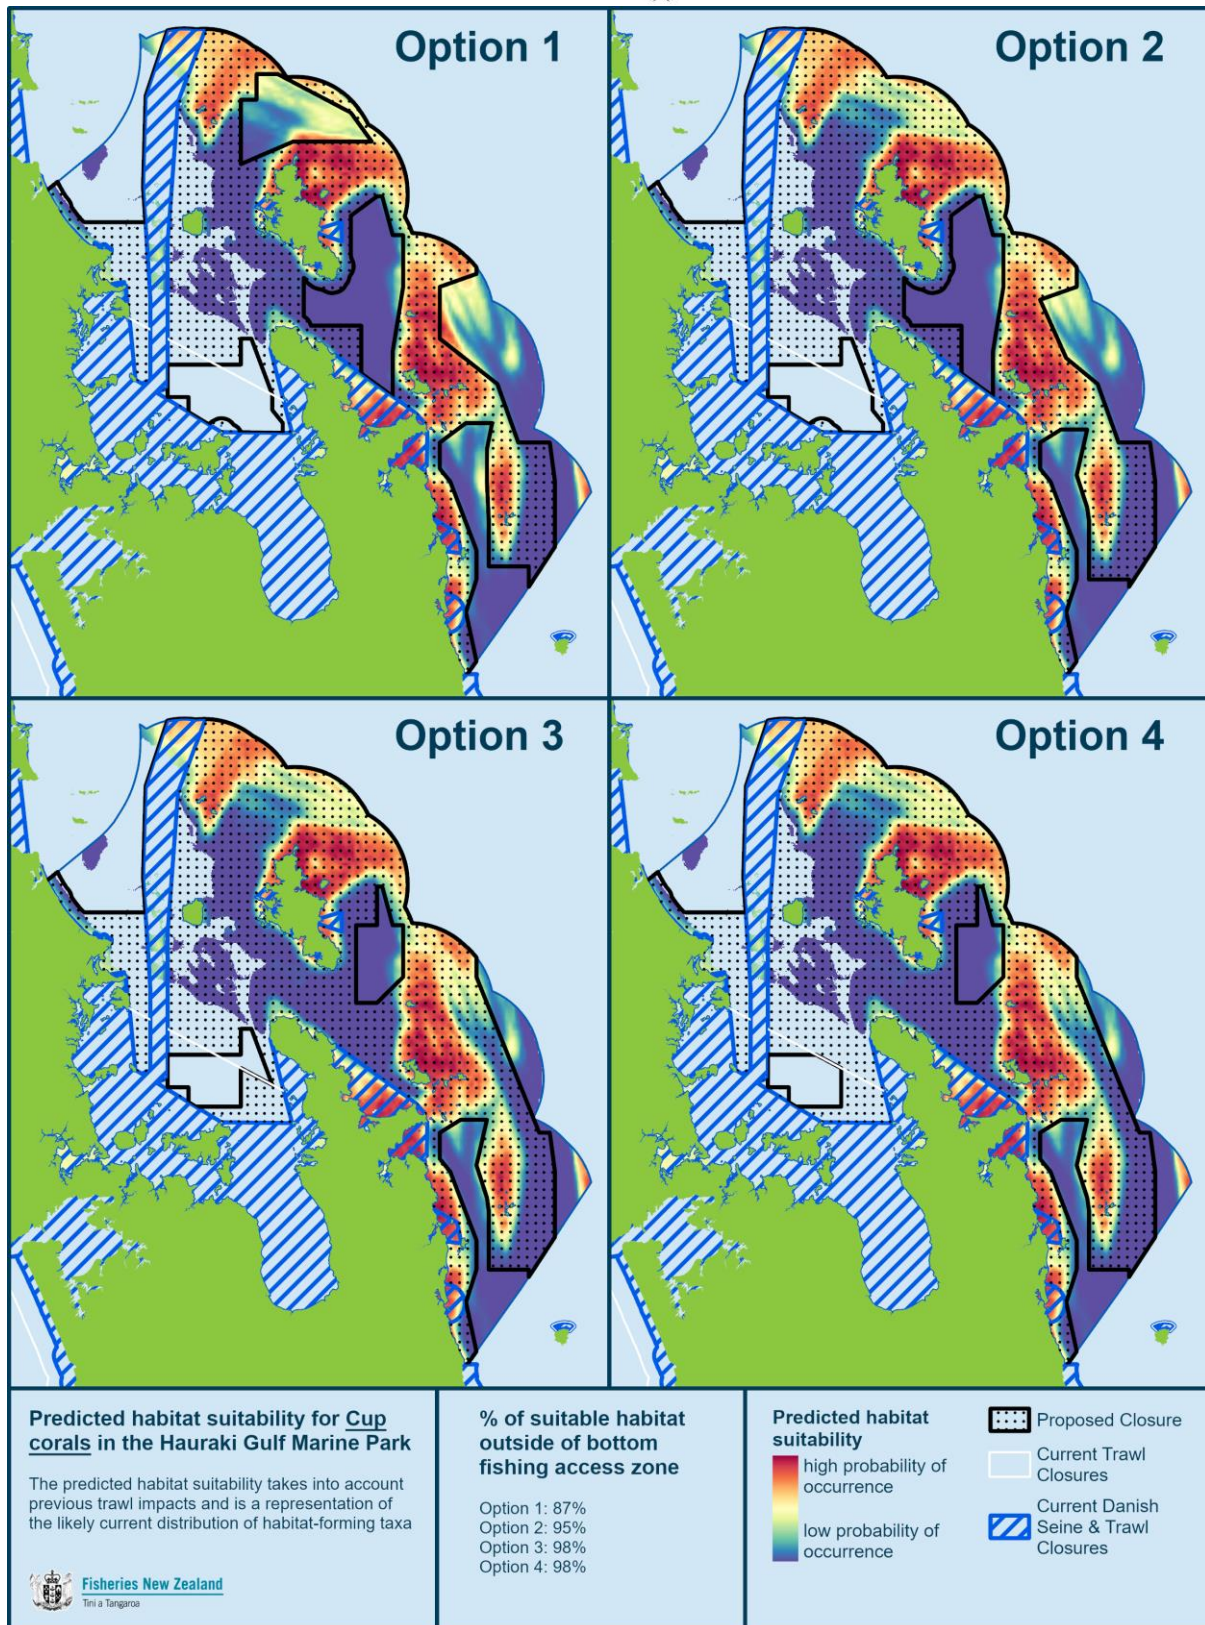 Option 1
Option 2
Option 3
Option 4
Predicted habitat suitability for Cup
corals in the Hauraki Gulf Marine Park
The predicted habitat suitability takes into account
previous trawl impacts and is a representation of
the likely current distribution of habitat-forming taxa
Fisheries New Zealand
Tini a Tangaroa
% of suitable habitat
outside of bottom
fishing access zone
Option 1: 87%
Option 2: 95%
Option 3: 98%
Option 4: 98%
Predicted habitat
suitability
high probability of
occurrence
low probability of
occurrence
Proposed Closure
Current Trawl
Closures
Current Danish
Seine & Trawl
Closures